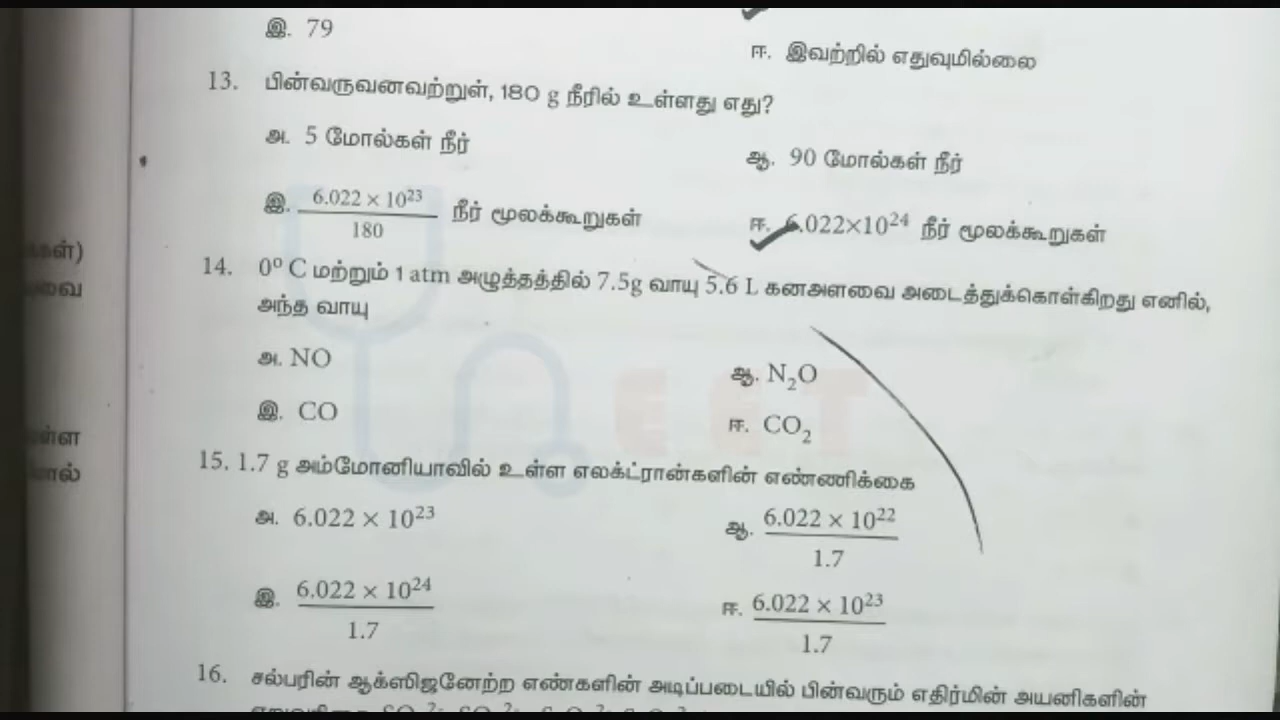 இ. 79
ஈ. இவற்றில் எதுவுமில்லை
13. பின்வருவனவற்றுள், 180 g நீரில் உள்ளது எது?
அ. 5 மோல்கள் நீர்
ஆ. 90 மோல்கள் நீர்
இ. 6.022 × 10²³ / 180 நீர் மூலக்கூறுகள்
ஈ. 6.022×10²⁴ நீர் மூலக்கூறுகள்
14. 0° C மற்றும் 1 atm அழுத்தத்தில் 7.5g வாயு 5.6 L கனஅளவை அடைத்துக்கொள்கிறது எனில்,
அந்த வாயு
அ. NO
ஆ. N₂O
இ. CO
ஈ. CO₂
15. 1.7 g அம்மோனியாவில் உள்ள எலக்ட்ரான்களின் எண்ணிக்கை
அ. 6.022 × 10²³
ஆ. 6.022 × 10²² / 1.7
இ. 6.022 × 10²⁴ / 1.7
ஈ. 6.022 × 10²³ / 1.7
16. சல்பரின் ஆக்ஸிஜனேற்ற எண்களின் அடிப்படையில் பின்வரும் எதிர்மின் அயனிகளின்